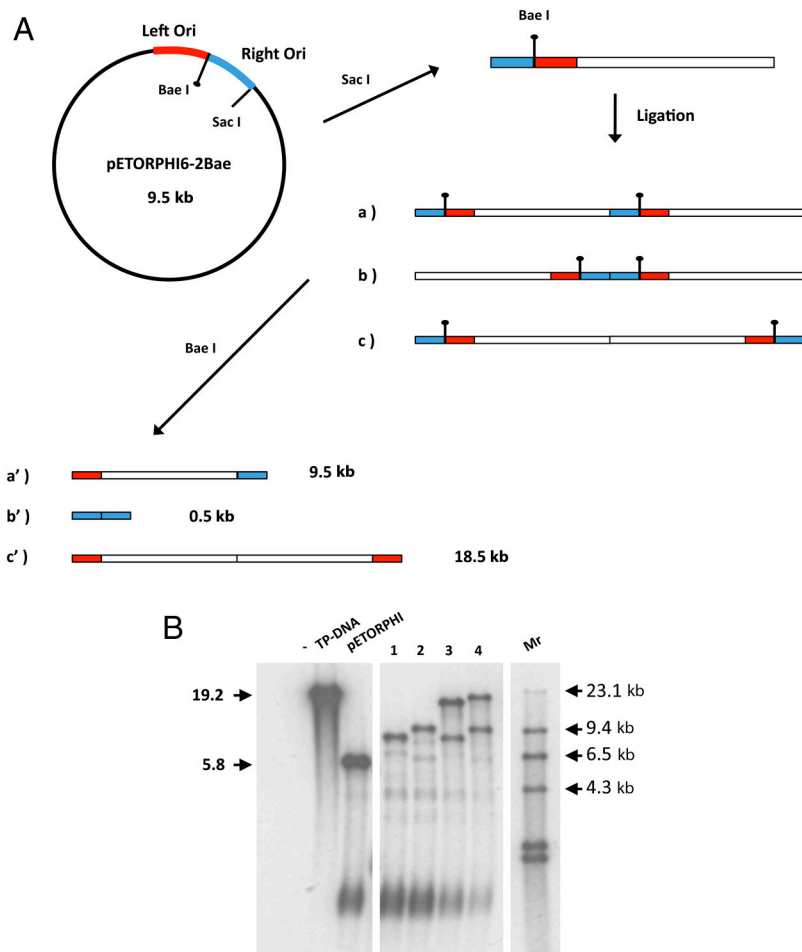 A
Left Ori
Right Ori
Bae I
Sac I
pETORPHI6-2Bae
9.5 kb
Sac I
Bae I
Ligation
a )
b )
c )
Bae I
a’ )
9.5 kb
b’ )
0.5 kb
c’ )
18.5 kb
B
- TP-DNA pETORPHI 1 2 3 4 Mr
19.2
5.8
23.1 kb
9.4 kb
6.5 kb
4.3 kb